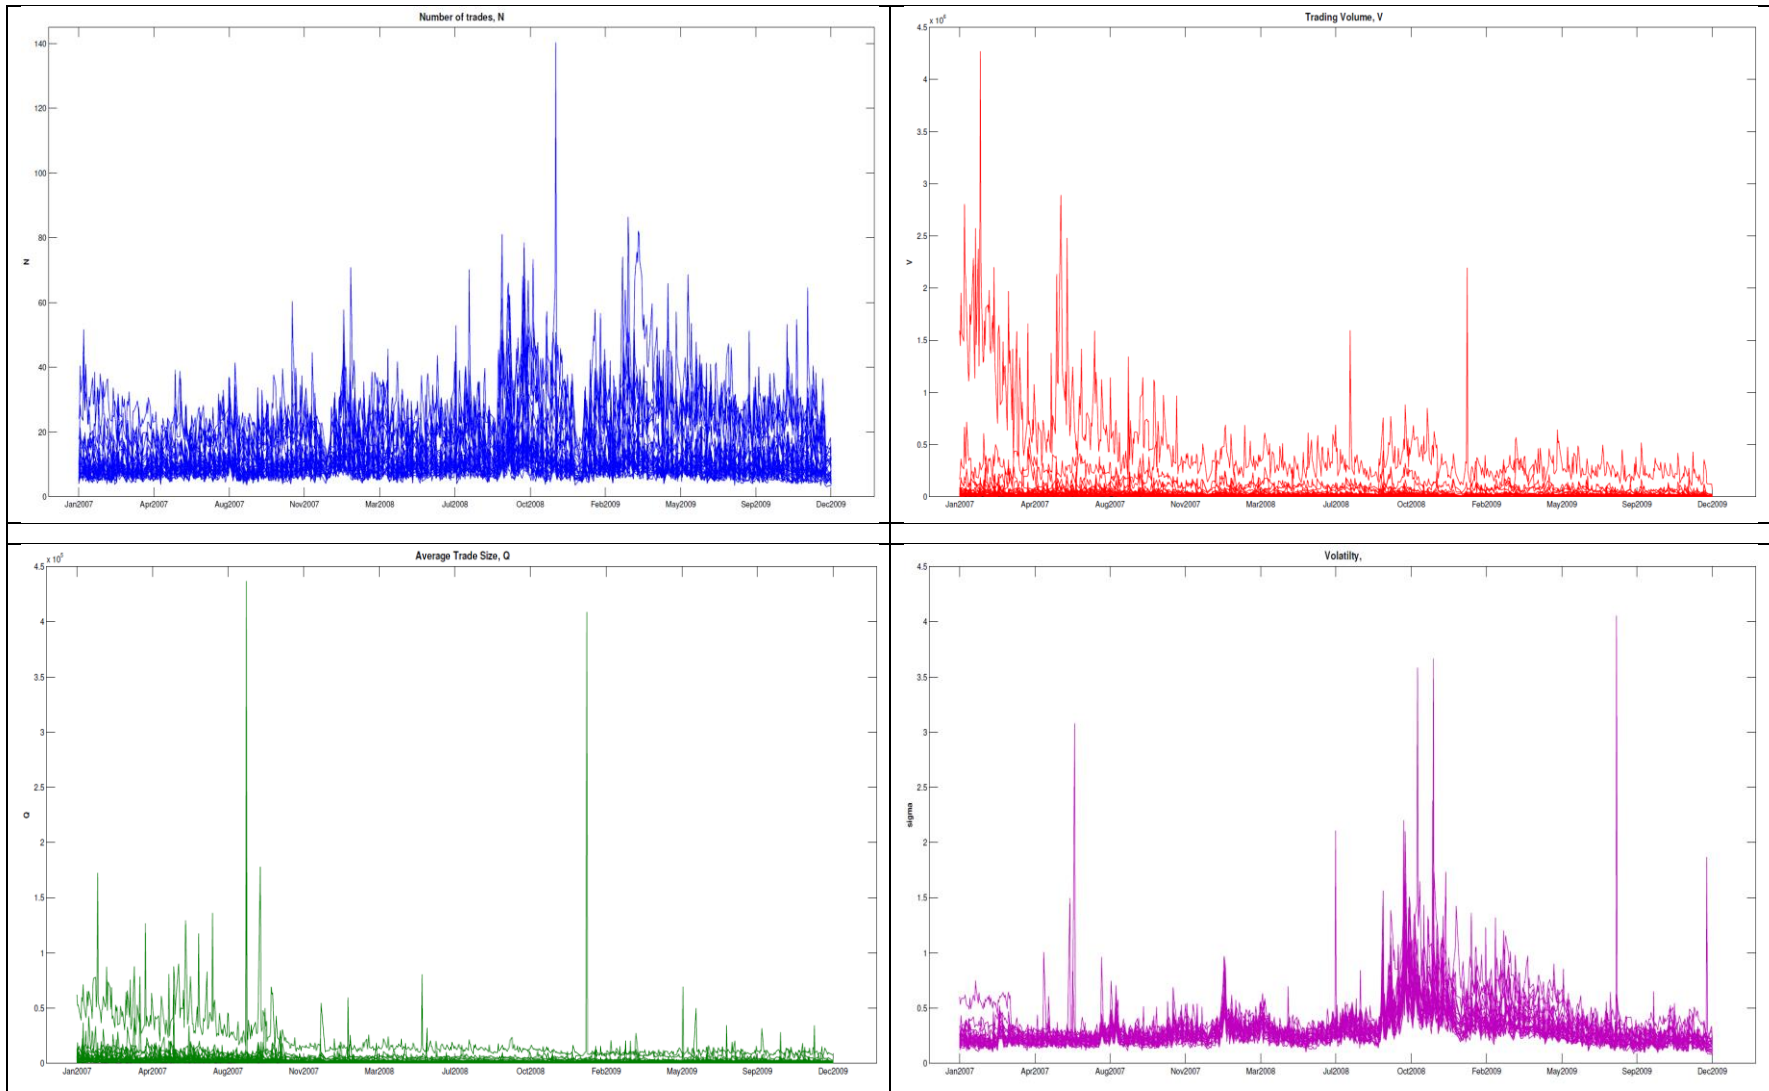 Number of trades, N
140
120
100
80
60
40
20
0
N
Jan2007 Apr2007 Aug2007 Nov2007 Mar2008 Jul2008 Oct2008 Feb2009 May2009 Sep2009 Dec2009
Trading Volume, V
4.5 x 10⁸
4
3.5
3
2.5
2
1.5
1
0.5
0
V
Jan2007 Apr2007 Aug2007 Nov2007 Mar2008 Jul2008 Oct2008 Feb2009 May2009 Sep2009 Dec2009
Average Trade Size, Q
4.5 x 10⁵
4
3.5
3
2.5
2
1.5
1
0.5
0
Q
Jan2007 Apr2007 Aug2007 Nov2007 Mar2008 Jul2008 Oct2008 Feb2009 May2009 Sep2009 Dec2009
Volatilty,
4.5
4
3.5
3
2.5
2
1.5
1
0.5
0
sigma
Jan2007 Apr2007 Aug2007 Nov2007 Mar2008 Jul2008 Oct2008 Feb2009 May2009 Sep2009 Dec2009